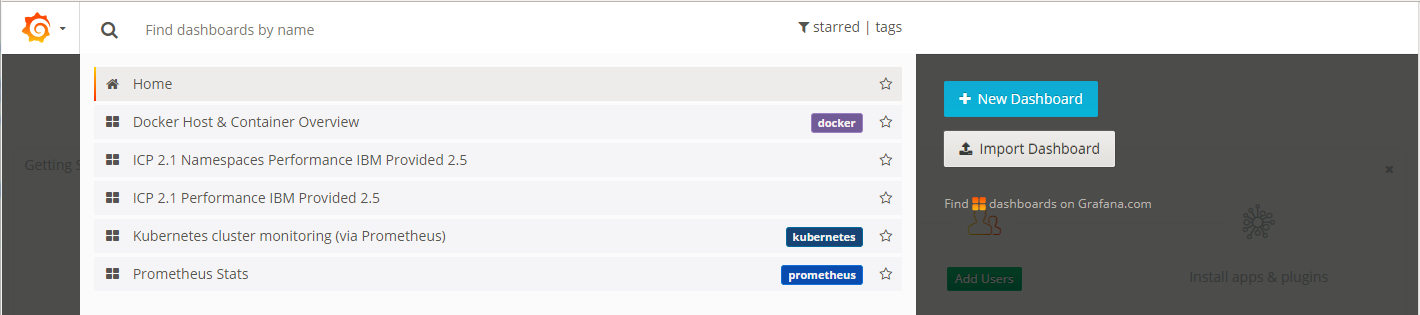 Find dashboards by name
starred | tags
Home
Docker Host & Container Overview docker
ICP 2.1 Namespaces Performance IBM Provided 2.5
ICP 2.1 Performance IBM Provided 2.5
Kubernetes cluster monitoring (via Prometheus) kubernetes
Prometheus Stats prometheus
New Dashboard
Import Dashboard
Find dashboards on Grafana.com
Getting S
Add Users
Install apps & plugins